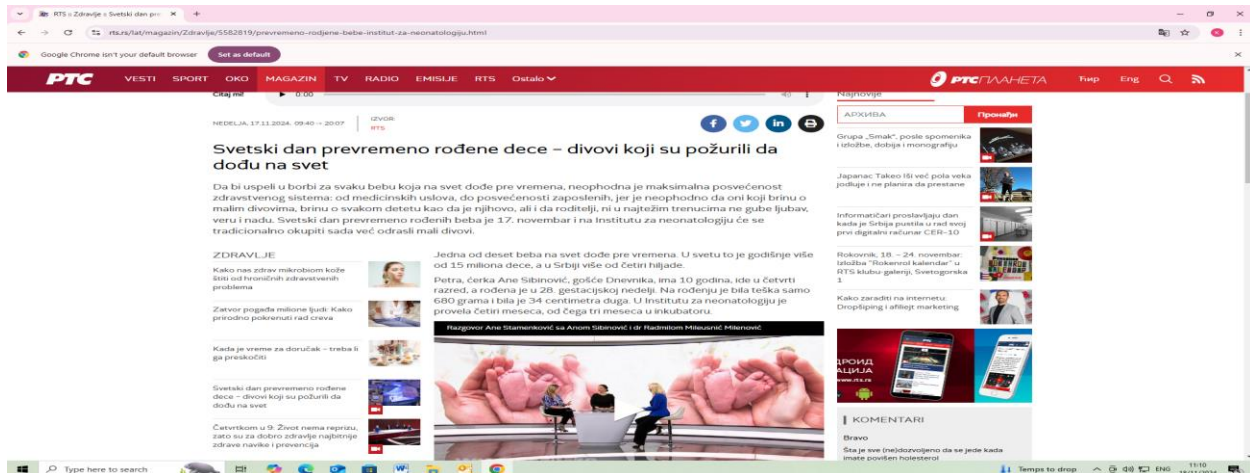 RTS :: Zdravlje :: Svetski dan pre
rts.rs/lat/magazin/Zdravlje/5582819/prevremeno-rodjene-bebe-institut-za-neonatologiju.html
Google Chrome isn't your default browser
Set as default
РТС
VESTI SPORT OKO MAGAZIN TV RADIO EMISIJE RTS Ostalo
РТС ПЛАНЕТА
Ћир Eng
Čitaj mi!
0:00
NEDELJA, 17.11.2024, 09:40 -> 20:07
IZVOR:
RTS
Svetski dan prevremeno rođene dece – divovi koji su požurili da
dođu na svet
Da bi uspeli u borbi za svaku bebu koja na svet dođe pre vremena, neophodna je maksimalna posvećenost
zdravstvenog sistema: od medicinskih uslova, do posvećenosti zaposlenih, jer je neophodno da oni koji brinu o
malim divovima, brinu o svakom detetu kao da je njihovo, ali i da roditelji, ni u najtežim trenucima ne gube ljubav,
veru i nadu. Svetski dan prevremeno rođenih beba je 17. novembar i na Institutu za neonatologiju će se
tradicionalno okupiti sada već odrasli mali divovi.
ZDRAVLJE
Kako nas zdrav mikrobiom kože
štiti od hroničnih zdravstvenih
problema
Zatvor pogađa milione ljudi: Kako
prirodno pokrenuti rad creva
Kada je vreme za doručak – treba li
ga preskočiti
Svetski dan prevremeno rođene
dece – divovi koji su požurili da
dođu na svet
Četvrtkom u 9: Život nema reprizu,
zato su za dobro zdravlje najbitnije
zdrave navike i prevencija
Jedna od deset beba na svet dođe pre vremena. U svetu to je godišnje više
od 15 miliona dece, a u Srbiji više od četiri hiljade.
Petra, ćerka Ane Sibinović, gošće Dnevnika, ima 10 godina, ide u četvrti
razred, a rođena je u 28. gestacijskoj nedelji. Na rođenju je bila teška samo
680 grama i bila je 34 centimetra duga. U Institutu za neonatologiju je
provela četiri meseca, od čega tri meseca u inkubatoru.
Razgovor Ane Stamenković sa Anom Sibinović i dr Radmilom Mileusnić Milenović
Najnovije
АРХИВА
Пронађи
Grupa „Smak", posle spomenika
i izložbe, dobija i monografiju
Japanac Takeo Iši već pola veka
jodluje i ne planira da prestane
Informatičari proslavljaju dan
kada je Srbija pustila u rad svoj
prvi digitalni računar CER-10
Rokovnik, 18. – 24. novembar:
Izložba "Rokenrol kalendar" u
RTS klubu-galeriji, Svetogorska
1
Kako zaraditi na internetu:
Dropšiping i afilejt marketing
ДРОИД
АЦИЈА
www.rts.rs
KOMENTARI
Bravo
Šta je sve (ne)dozvoljeno da se jede kada
imate povišen holesterol
Type here to search
Temps to drop
ENG
11:10
18/11/2024